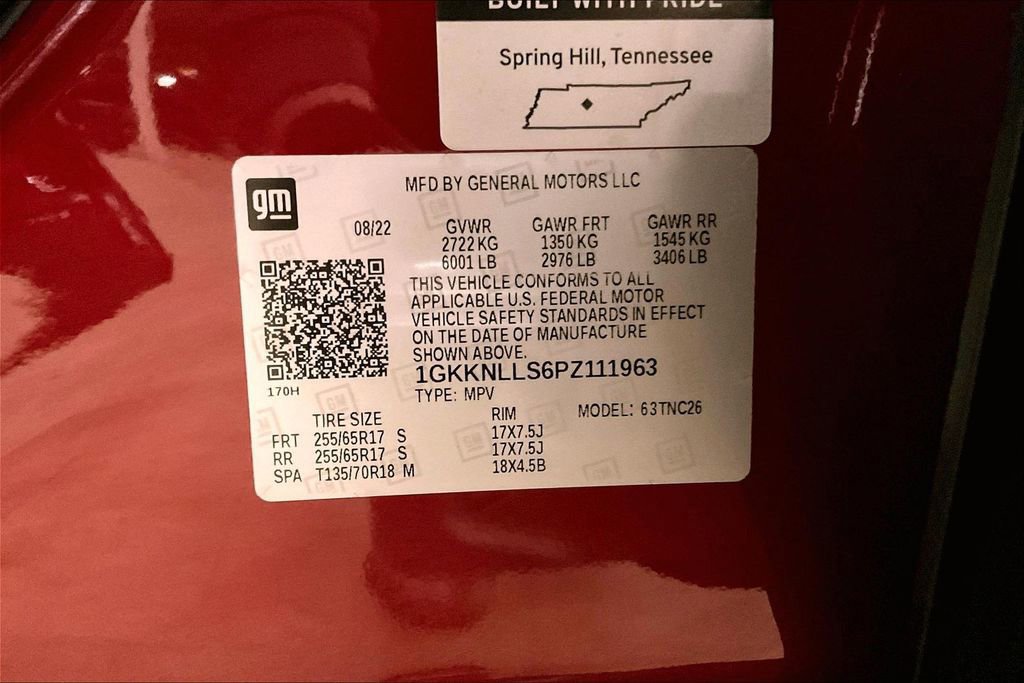 BUILT WITH PRIDE
Spring Hill, Tennessee
gm
MFD BY GENERAL MOTORS LLC
08/22 GVWR GAWR FRT GAWR RR
2722 KG 1350 KG 1545 KG
6001 LB 2976 LB 3406 LB
THIS VEHICLE CONFORMS TO ALL
APPLICABLE U.S. FEDERAL MOTOR
VEHICLE SAFETY STANDARDS IN EFFECT
ON THE DATE OF MANUFACTURE
SHOWN ABOVE.
1GKKNLLS6PZ111963
170H
TYPE: MPV
TIRE SIZE RIM MODEL: 63TNC26
FRT 255/65R17 S 17X7.5J
RR 255/65R17 S 17X7.5J
SPA T135/70R18 M 18X4.5B